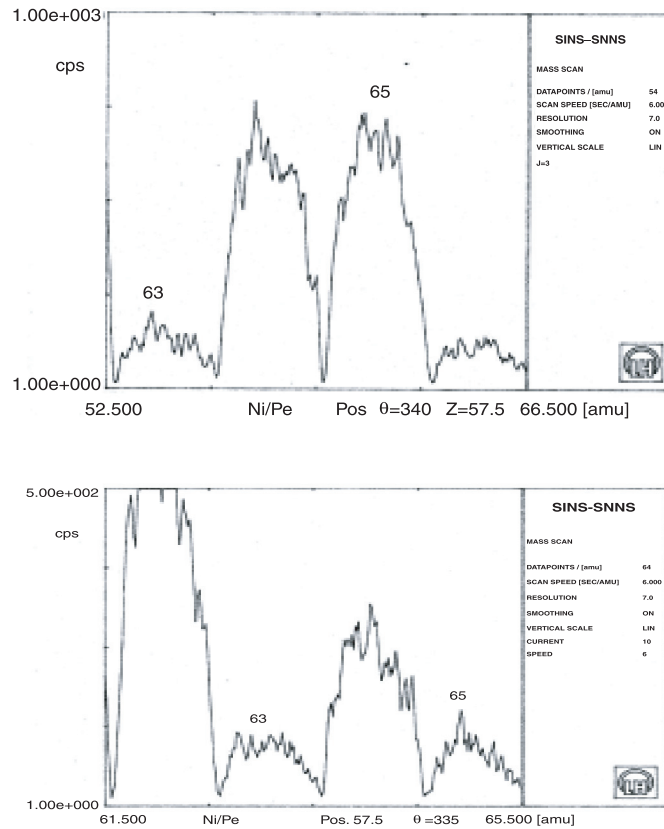 1.00e+003
cps
63
65
1.00e+000
52.500 Ni/Pe Pos θ=340 Z=57.5 66.500 [amu]
SINS–SNNS
MASS SCAN
DATAPOINTS / [amu] 54
SCAN SPEED [SEC/AMU] 6.00
RESOLUTION 7.0
SMOOTHING ON
VERTICAL SCALE LIN
J=3
LH
5.00e+002
cps
63
65
1.00e+000
61.500 Ni/Pe Pos. 57.5 θ =335 65.500 [amu]
SINS-SNNS
MASS SCAN
DATAPOINTS / [amu] 64
SCAN SPEED [SEC/AMU] 6.000
RESOLUTION 7.0
SMOOTHING ON
VERTICAL SCALE LIN
CURRENT 10
SPEED 6
LH